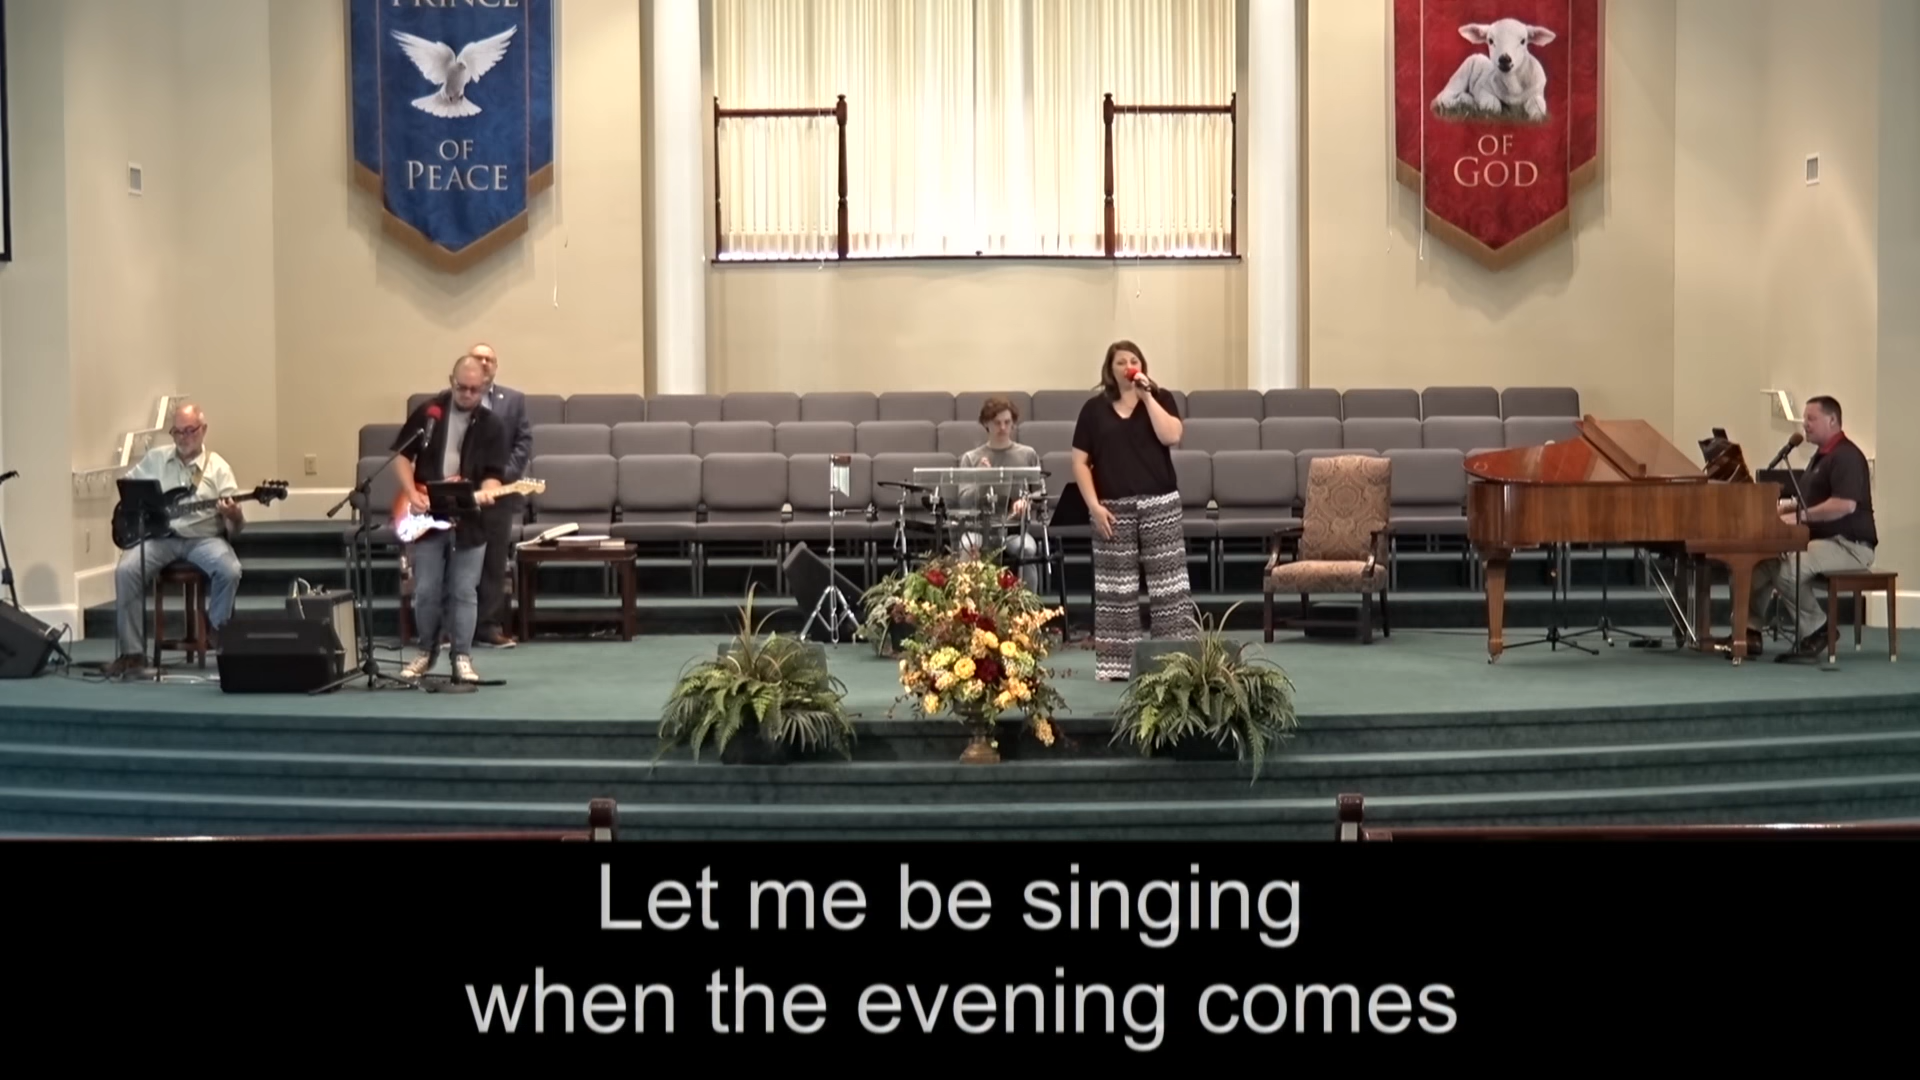 PRINCE
OF
PEACE
OF
GOD
Let me be singing
when the evening comes